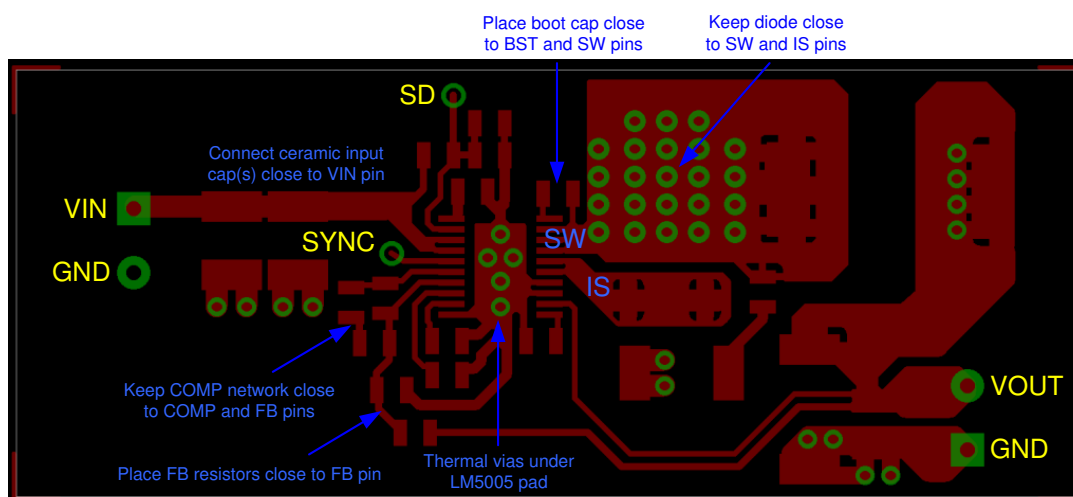 Place boot cap close
to BST and SW pins
Keep diode close
to SW and IS pins
SD
Connect ceramic input
cap(s) close to VIN pin
VIN
SYNC
SW
GND
IS
Keep COMP network close
to COMP and FB pins
VOUT
GND
Place FB resistors close to FB pin
Thermal vias under
LM5005 pad